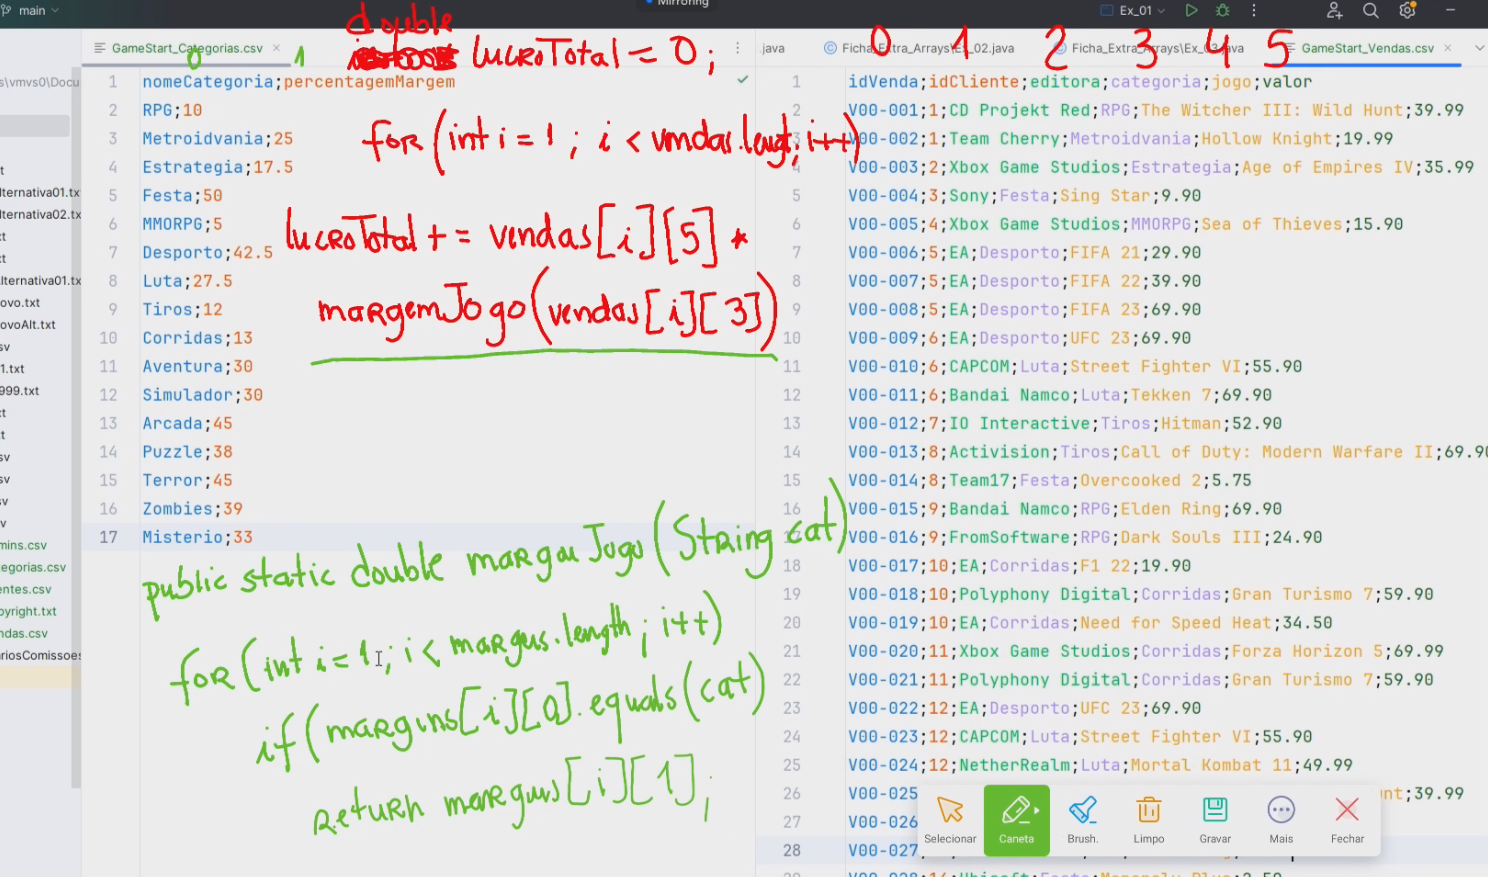 main
Mirroring
Ex_01
GameStart_Categorias.csv
.java
Ficha_Extra_Arrays\Ex_02.java
Ficha_Extra_Arrays\Ex_03.java
GameStart_Vendas.csv
double
lucroTotal = 0;
0 1
0 1 2 3 4 5
for (int i = 1; i < vendas.lengt; i++)
lucroTotal += vendas[i][5] *
margemJogo(vendas[i][3])
public static double margemJogo(String cat)
for (int i = 1; i < margens.length; i++)
if (margens[i][0].equals(cat)
return margens[i][1];
s\vmvs0\Docu
t
lternativa01.tx
lternativa02.tx
xt
xt
lternativa01.tx
ovo.txt
ovoAlt.txt
sv
1.txt
999.txt
xt
t
sv
sv
sv
v
mins.csv
egorias.csv
entes.csv
pyright.txt
ndas.csv
áriosComissoes
1 nomeCategoria;percentagemMargem
2 RPG;10
3 Metroidvania;25
4 Estrategia;17.5
5 Festa;50
6 MMORPG;5
7 Desporto;42.5
8 Luta;27.5
9 Tiros;12
10 Corridas;13
11 Aventura;30
12 Simulador;30
13 Arcada;45
14 Puzzle;38
15 Terror;45
16 Zombies;39
17 Misterio;33
1 idVenda;idCliente;editora;categoria;jogo;valor
2 V00-001;1;CD Projekt Red;RPG;The Witcher III: Wild Hunt;39.99
3 V00-002;1;Team Cherry;Metroidvania;Hollow Knight;19.99
4 V00-003;2;Xbox Game Studios;Estrategia;Age of Empires IV;35.99
5 V00-004;3;Sony;Festa;Sing Star;9.90
6 V00-005;4;Xbox Game Studios;MMORPG;Sea of Thieves;15.90
7 V00-006;5;EA;Desporto;FIFA 21;29.90
8 V00-007;5;EA;Desporto;FIFA 22;39.90
9 V00-008;5;EA;Desporto;FIFA 23;69.90
10 V00-009;6;EA;Desporto;UFC 23;69.90
11 V00-010;6;CAPCOM;Luta;Street Fighter VI;55.90
12 V00-011;6;Bandai Namco;Luta;Tekken 7;69.90
13 V00-012;7;IO Interactive;Tiros;Hitman;52.90
14 V00-013;8;Activision;Tiros;Call of Duty: Modern Warfare II;69.90
15 V00-014;8;Team17;Festa;Overcooked 2;5.75
16 V00-015;9;Bandai Namco;RPG;Elden Ring;69.90
17 V00-016;9;FromSoftware;RPG;Dark Souls III;24.90
18 V00-017;10;EA;Corridas;F1 22;19.90
19 V00-018;10;Polyphony Digital;Corridas;Gran Turismo 7;59.90
20 V00-019;10;EA;Corridas;Need for Speed Heat;34.50
21 V00-020;11;Xbox Game Studios;Corridas;Forza Horizon 5;69.99
22 V00-021;11;Polyphony Digital;Corridas;Gran Turismo 7;59.90
23 V00-022;12;EA;Desporto;UFC 23;69.90
24 V00-023;12;CAPCOM;Luta;Street Fighter VI;55.90
25 V00-024;12;NetherRealm;Luta;Mortal Kombat 11;49.99
26 V00-025 nt;39.99
27 V00-026
28 V00-027
Selecionar
Caneta
Brush.
Limpo
Gravar
Mais
Fechar